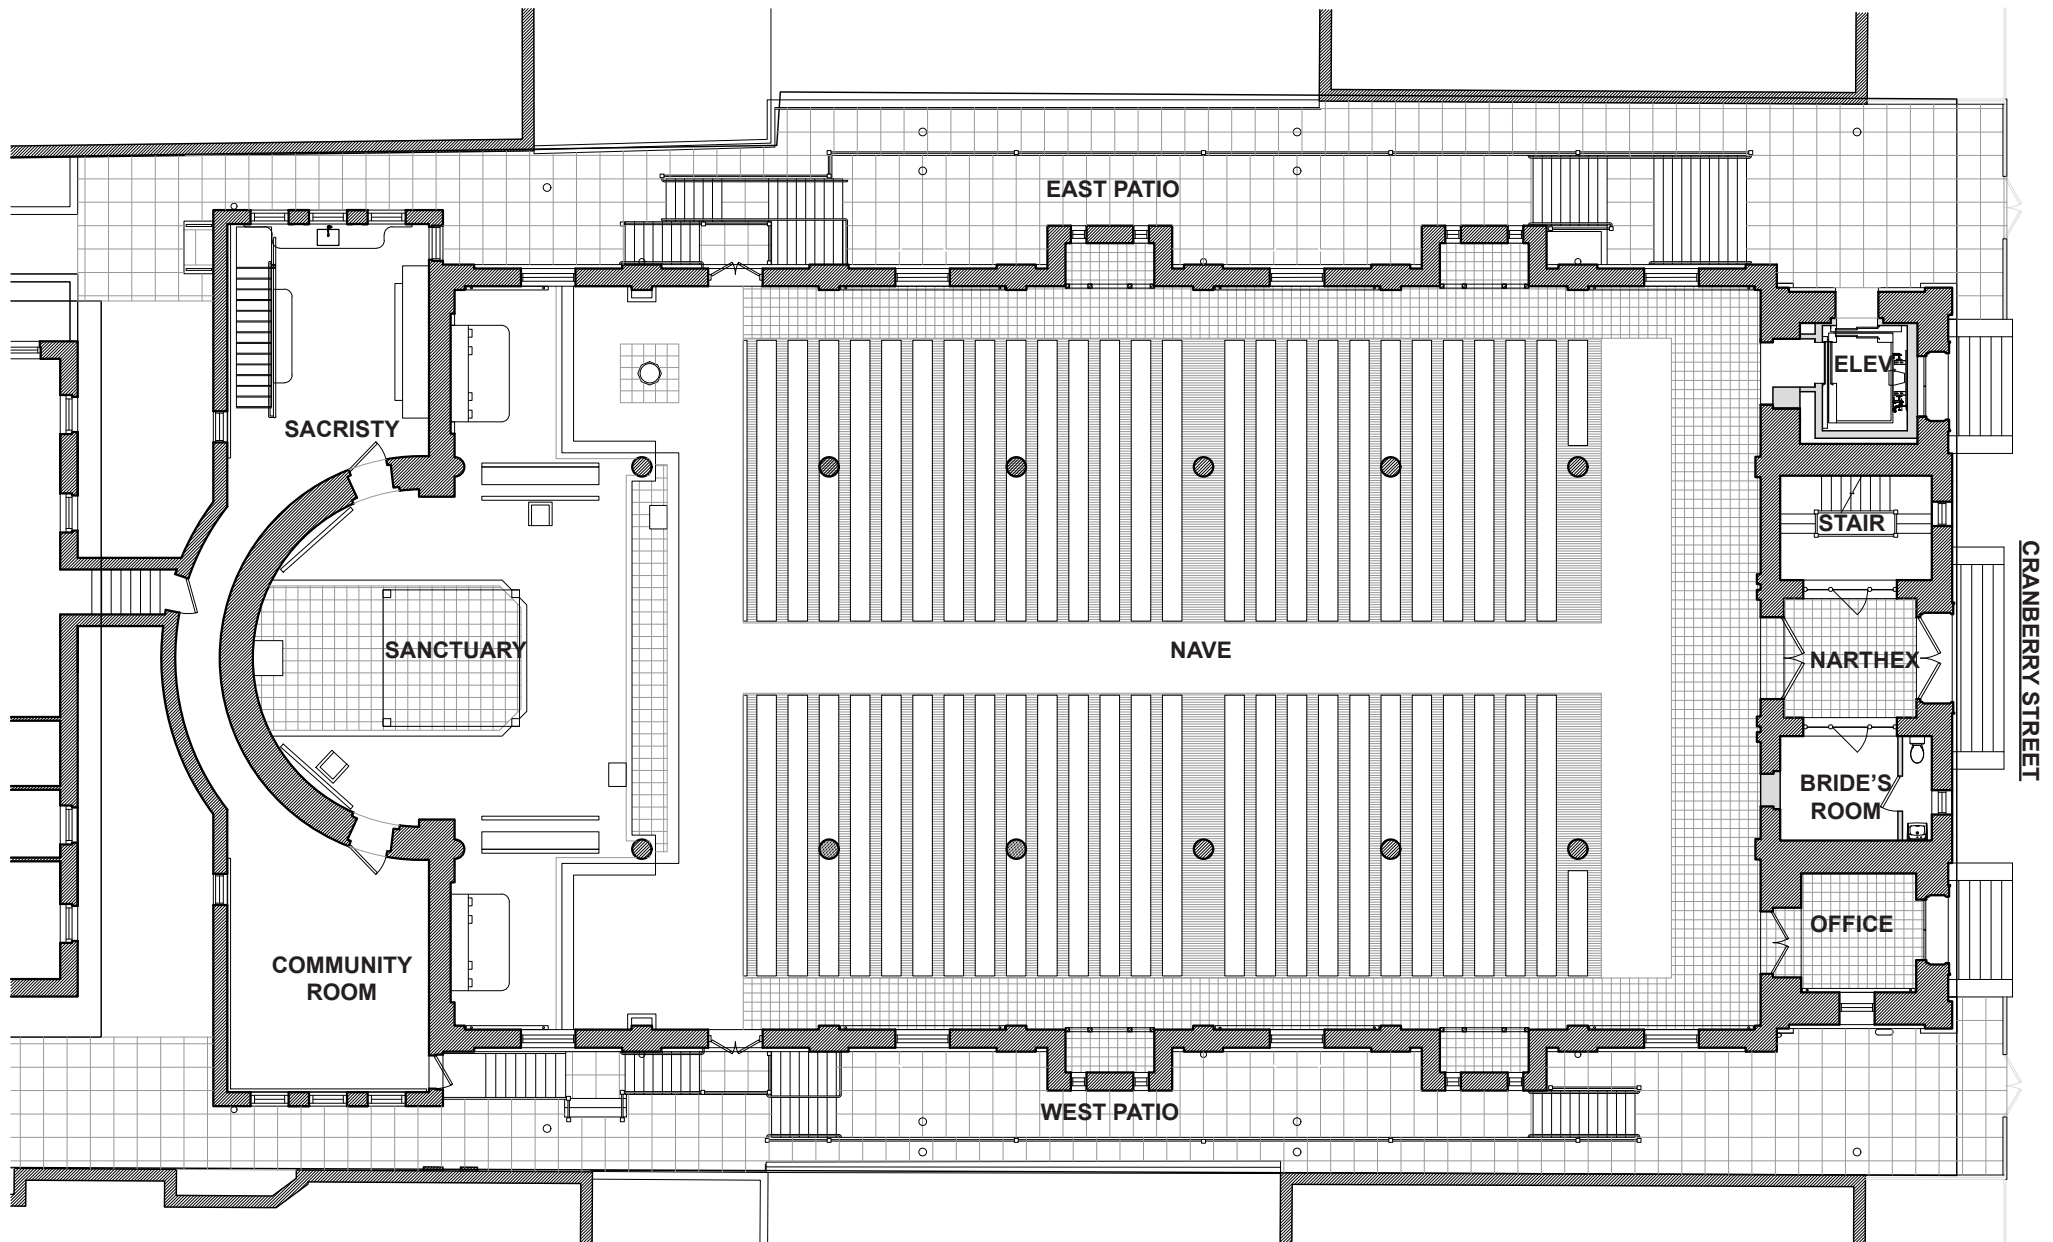 EAST PATIO
ELEV
SACRISTY
STAIR
SANCTUARY
NAVE
NARTHEX
CRANBERRY STREET
BRIDE'S
ROOM
OFFICE
COMMUNITY
ROOM
WEST PATIO